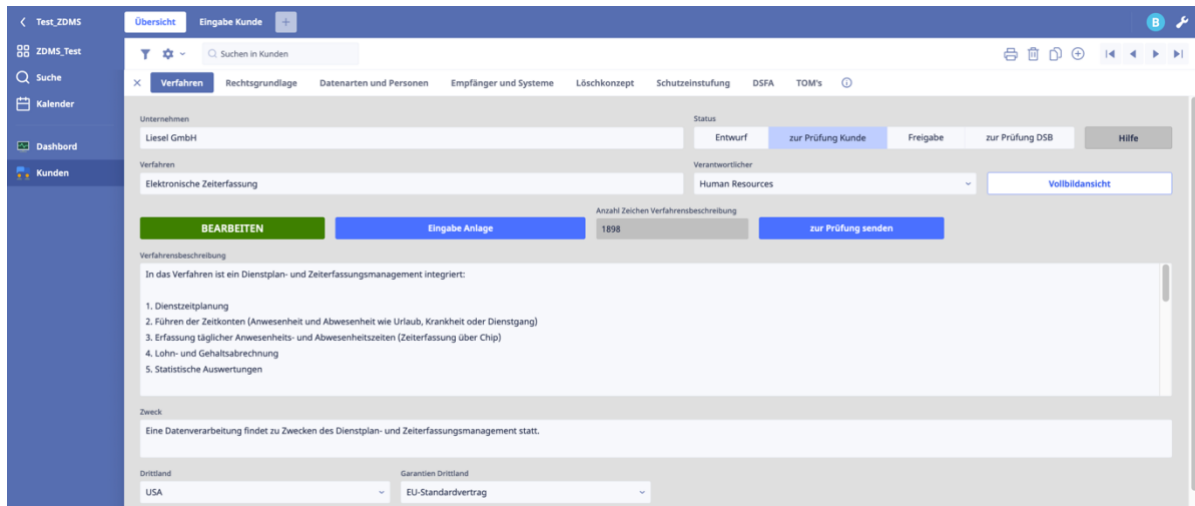 Test_ZDMS
ZDMS_Test
Suche
Kalender
Dashbord
Kunden
Übersicht
Eingabe Kunde
+
B
Suchen in Kunden
Verfahren
Rechtsgrundlage
Datenarten und Personen
Empfänger und Systeme
Löschkonzept
Schutzeinstufung
DSFA
TOM's
Unternehmen
Liesel GmbH
Status
Entwurf
zur Prüfung Kunde
Freigabe
zur Prüfung DSB
Hilfe
Verfahren
Elektronische Zeiterfassung
Verantwortlicher
Human Resources
Vollbildansicht
BEARBEITEN
Eingabe Anlage
Anzahl Zeichen Verfahrensbeschreibung
1898
zur Prüfung senden
Verfahrensbeschreibung
In das Verfahren ist ein Dienstplan- und Zeiterfassungsmanagement integriert:
1. Dienstzeitplanung
2. Führen der Zeitkonten (Anwesenheit und Abwesenheit wie Urlaub, Krankheit oder Dienstgang)
3. Erfassung täglicher Anwesenheits- und Abwesenheitszeiten (Zeiterfassung über Chip)
4. Lohn- und Gehaltsabrechnung
5. Statistische Auswertungen
Zweck
Eine Datenverarbeitung findet zu Zwecken des Dienstplan- und Zeiterfassungsmanagement statt.
Drittland
USA
Garantien Drittland
EU-Standardvertrag